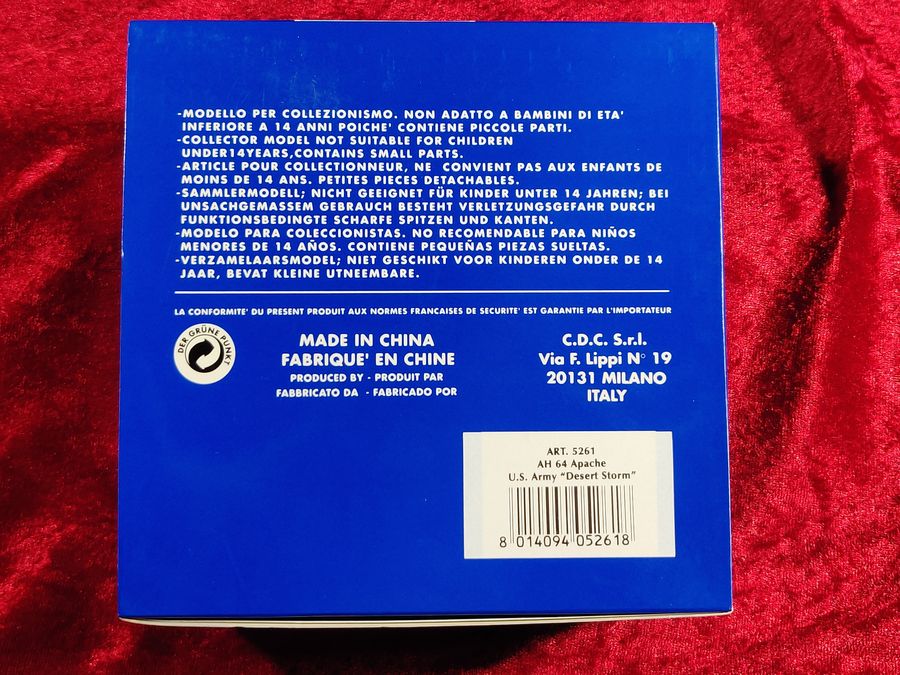 -MODELLO PER COLLEZIONISMO. NON ADATTO A BAMBINI DI ETA'
INFERIORE A 14 ANNI POICHE' CONTIENE PICCOLE PARTI.
-COLLECTOR MODEL NOT SUITABLE FOR CHILDREN
UNDER14YEARS,CONTAINS SMALL PARTS.
-ARTICLE POUR COLLECTIONNEUR, NE CONVIENT PAS AUX ENFANTS DE
MOINS DE 14 ANS. PETITES PIECES DETACHABLES.
-SAMMLERMODELL; NICHT GEEIGNET FÜR KINDER UNTER 14 JAHREN; BEI
UNSACHGEMASSEM GEBRAUCH BESTEHT VERLETZUNGSGEFAHR DURCH
FUNKTIONSBEDINGTE SCHARFE SPITZEN UND KANTEN.
-MODELO PARA COLECCIONISTAS. NO RECOMENDABLE PARA NIÑOS
MENORES DE 14 AÑOS. CONTIENE PEQUEÑAS PIEZAS SUELTAS.
-VERZAMELAARSMODEL; NIET GESCHIKT VOOR KINDEREN ONDER DE 14
JAAR, BEVAT KLEINE UTNEEMBARE.
LA CONFORMITE' DU PRESENT PRODUIT AUX NORMES FRANCAISES DE SECURITE' EST GARANTIE PAR L'IMPORTATEUR
DER GRÜNE PUNKT
MADE IN CHINA
FABRIQUE' EN CHINE
PRODUCED BY - PRODUIT PAR
FABBRICATO DA - FABRICADO POR
C.D.C. S.r.l.
Via F. Lippi N° 19
20131 MILANO
ITALY
ART. 5261
AH 64 Apache
U.S. Army "Desert Storm"
8 014094 052618